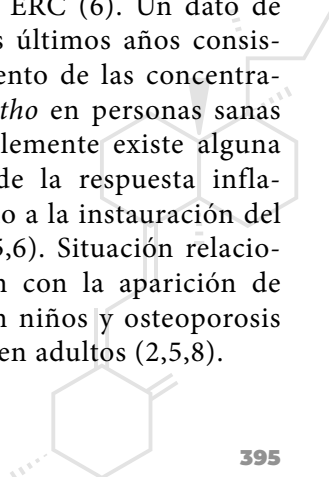 ERC (6). Un dato de
s últimos años consis-
ento de las concentra-
tho en personas sanas
lemente existe alguna
de la respuesta infla-
o a la instauración del
5,6). Situación relacio-
n con la aparición de
n niños y osteoporosis
en adultos (2,5,8).
395